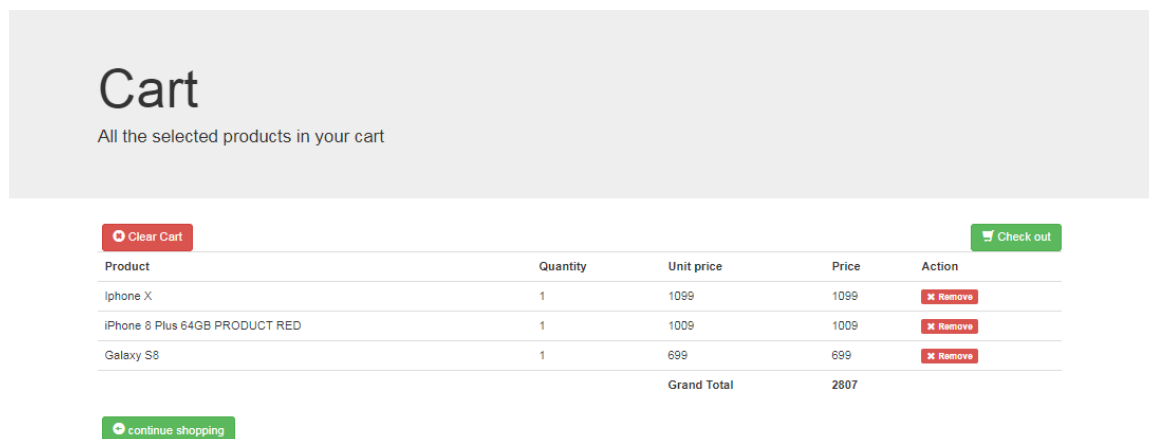 Cart
All the selected products in your cart
Clear Cart Check out
Product Quantity Unit price Price Action
Iphone X 1 1099 1099 Remove
iPhone 8 Plus 64GB PRODUCT RED 1 1009 1009 Remove
Galaxy S8 1 699 699 Remove
Grand Total 2807
continue shopping